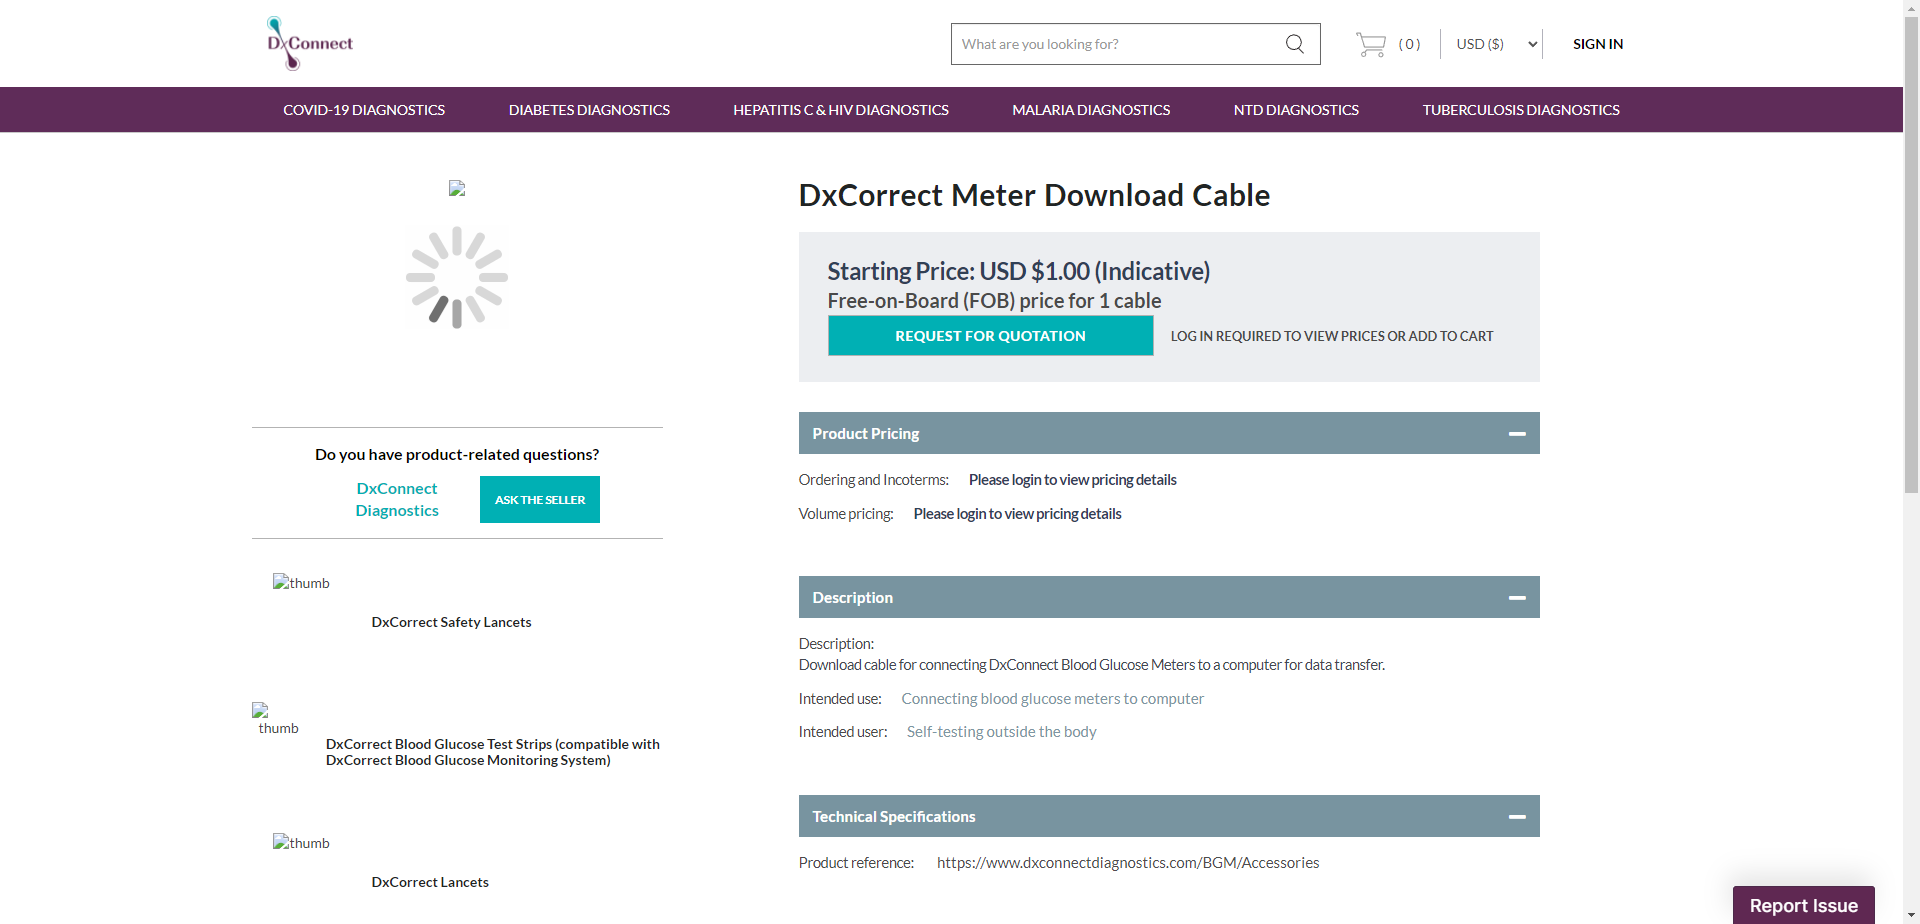 DxConnect
What are you looking for?
( 0 )
USD ($)
SIGN IN
COVID-19 DIAGNOSTICS
DIABETES DIAGNOSTICS
HEPATITIS C & HIV DIAGNOSTICS
MALARIA DIAGNOSTICS
NTD DIAGNOSTICS
TUBERCULOSIS DIAGNOSTICS
DxCorrect Meter Download Cable
Starting Price: USD $1.00 (Indicative)
Free-on-Board (FOB) price for 1 cable
REQUEST FOR QUOTATION
LOG IN REQUIRED TO VIEW PRICES OR ADD TO CART
Do you have product-related questions?
DxConnect
Diagnostics
ASK THE SELLER
thumb
DxCorrect Safety Lancets
thumb
DxCorrect Blood Glucose Test Strips (compatible with
DxCorrect Blood Glucose Monitoring System)
thumb
DxCorrect Lancets
Product Pricing
Ordering and Incoterms: Please login to view pricing details
Volume pricing: Please login to view pricing details
Description
Description:
Download cable for connecting DxConnect Blood Glucose Meters to a computer for data transfer.
Intended use: Connecting blood glucose meters to computer
Intended user: Self-testing outside the body
Technical Specifications
Product reference: https://www.dxconnectdiagnostics.com/BGM/Accessories
Report Issue